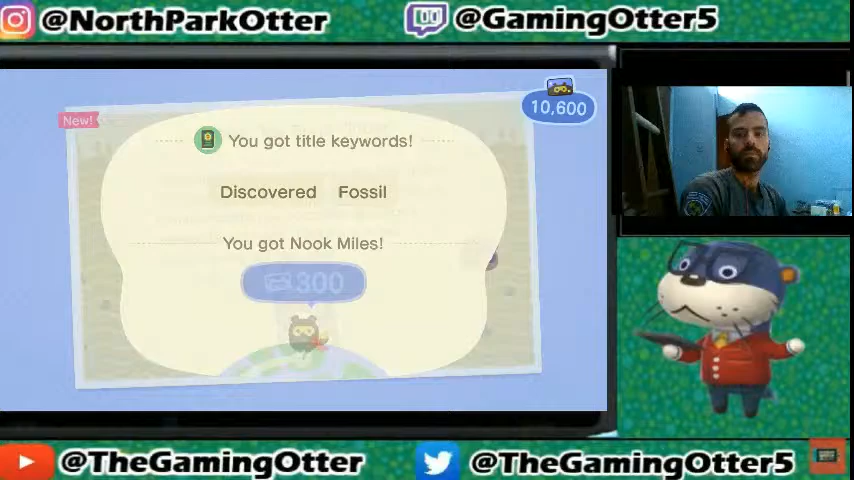 @NorthParkOtter
@GamingOtter5
10,600
New!
You got title keywords!
Discovered Fossil
You got Nook Miles!
300
@TheGamingOtter
@TheGamingOtter5